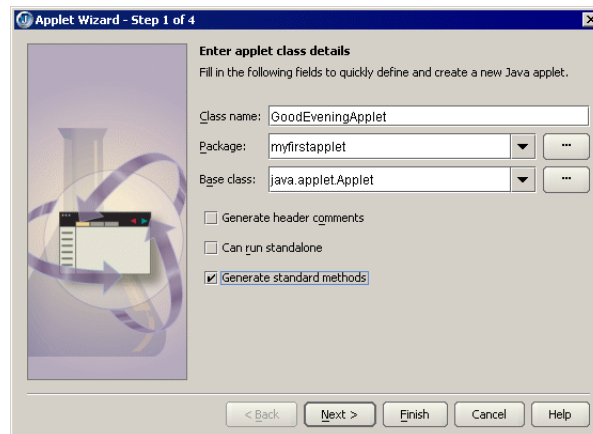 Applet Wizard - Step 1 of 4
Enter applet class details
Fill in the following fields to quickly define and create a new Java applet.
Class name: GoodEveningApplet
Package: myfirstapplet ...
Base class: java.applet.Applet ...
Generate header comments
Can run standalone
Generate standard methods
< Back Next > Finish Cancel Help